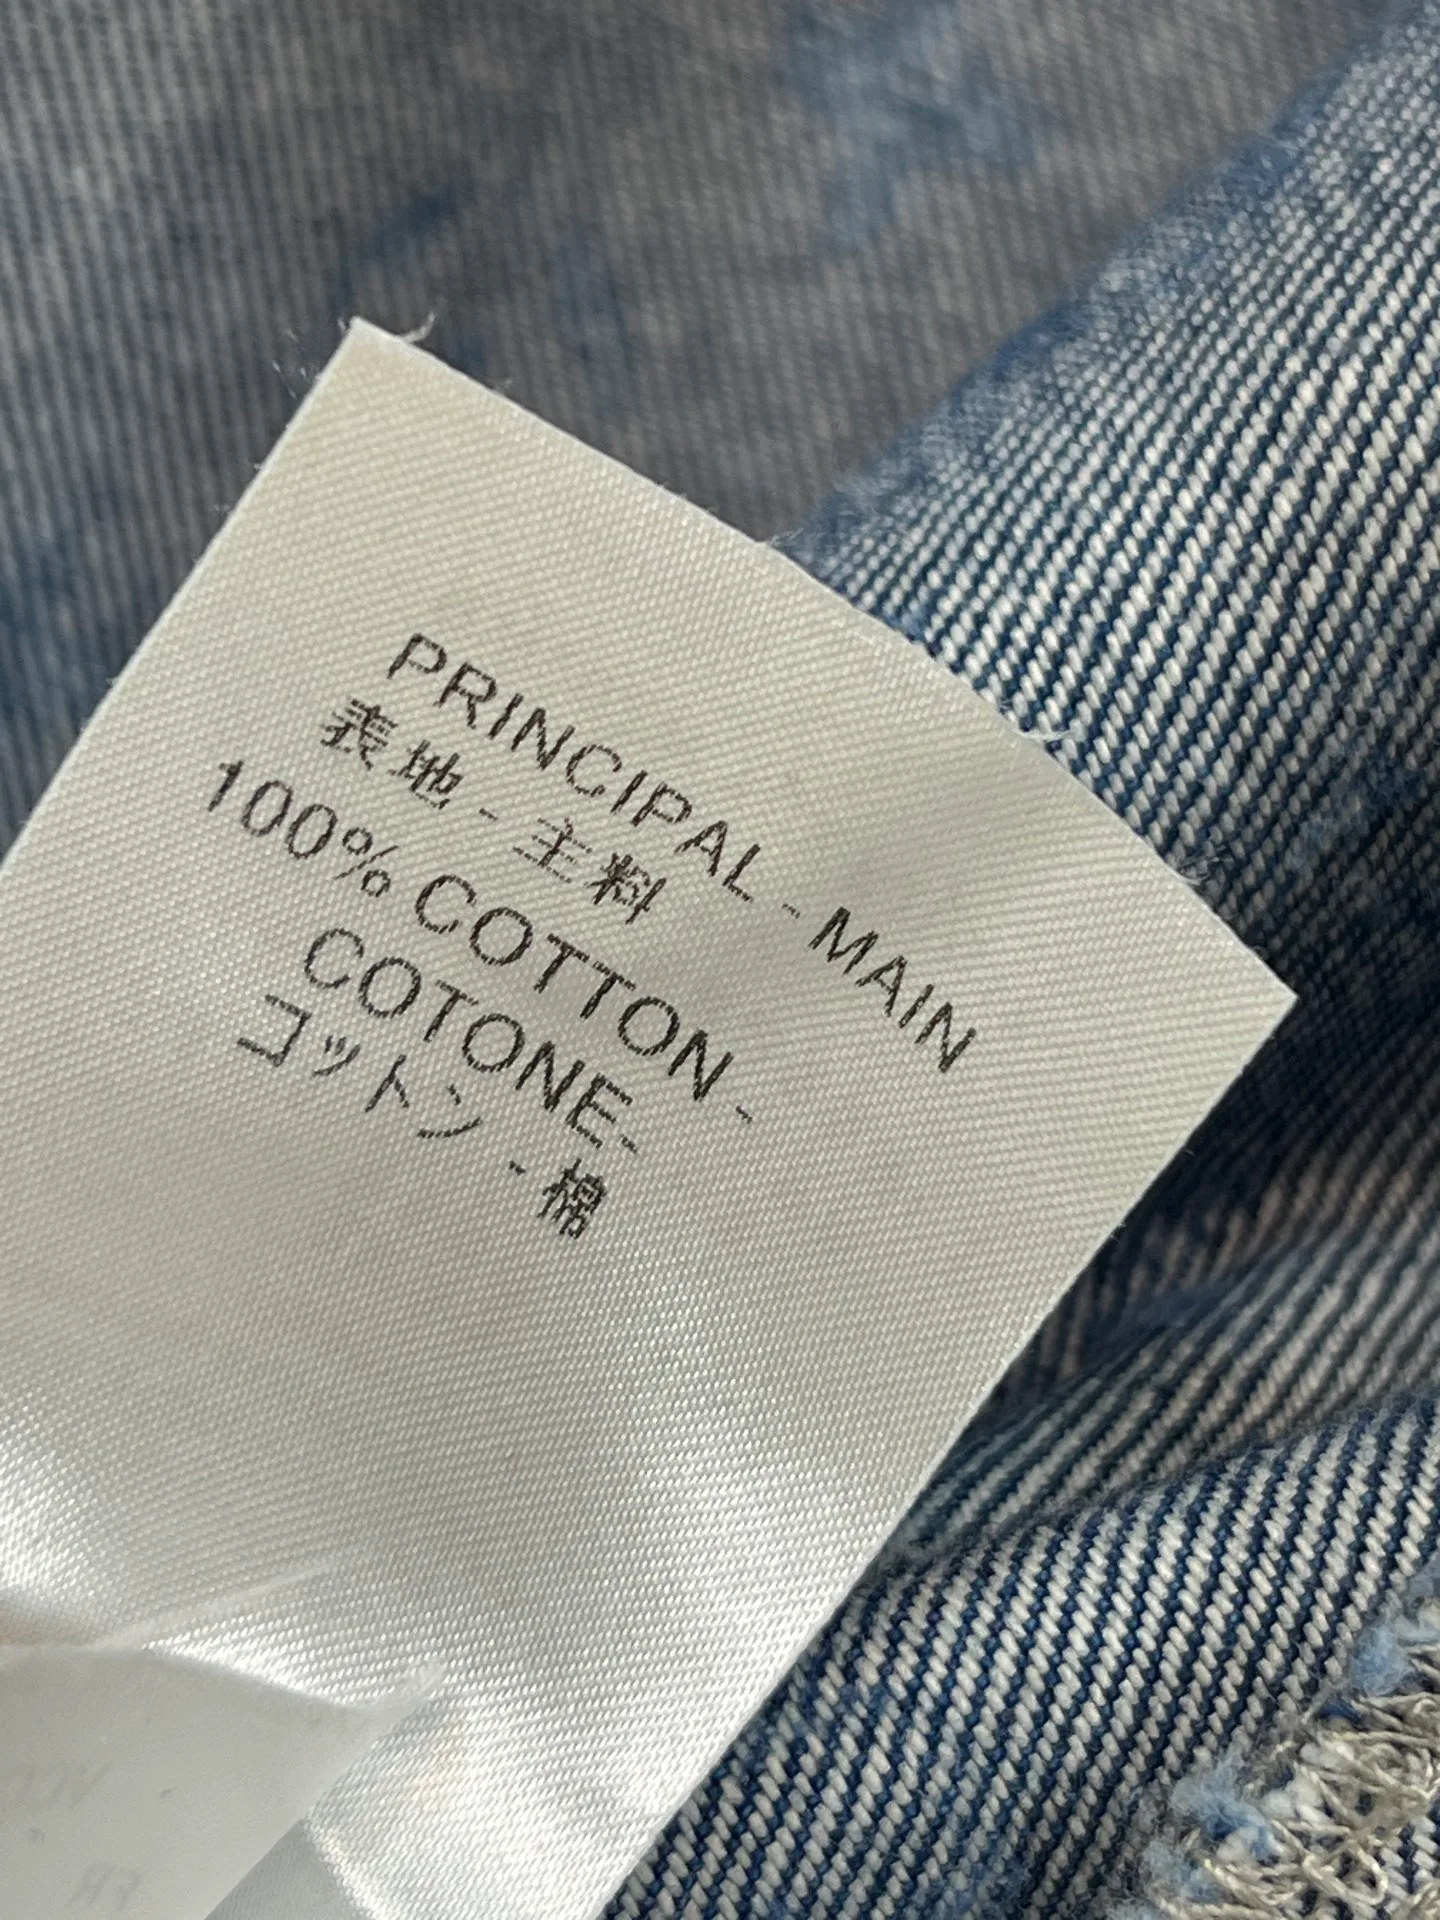 PRINCIPAL - MAIN
表地 - 主料
100% COTTON -
COTONE-
コットン - 棉